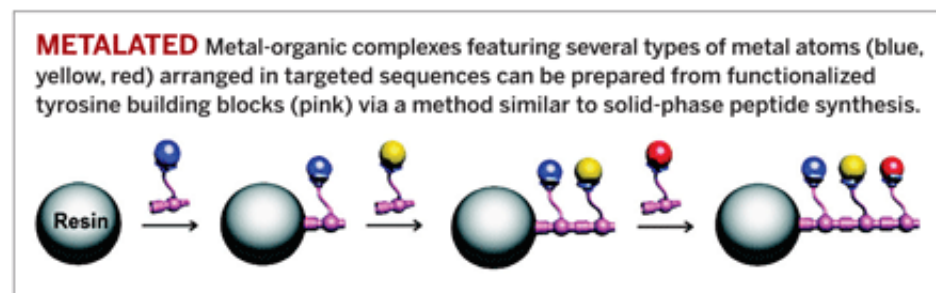 METALATED Metal-organic complexes featuring several types of metal atoms (blue,
yellow, red) arranged in targeted sequences can be prepared from functionalized
tyrosine building blocks (pink) via a method similar to solid-phase peptide synthesis.
Resin